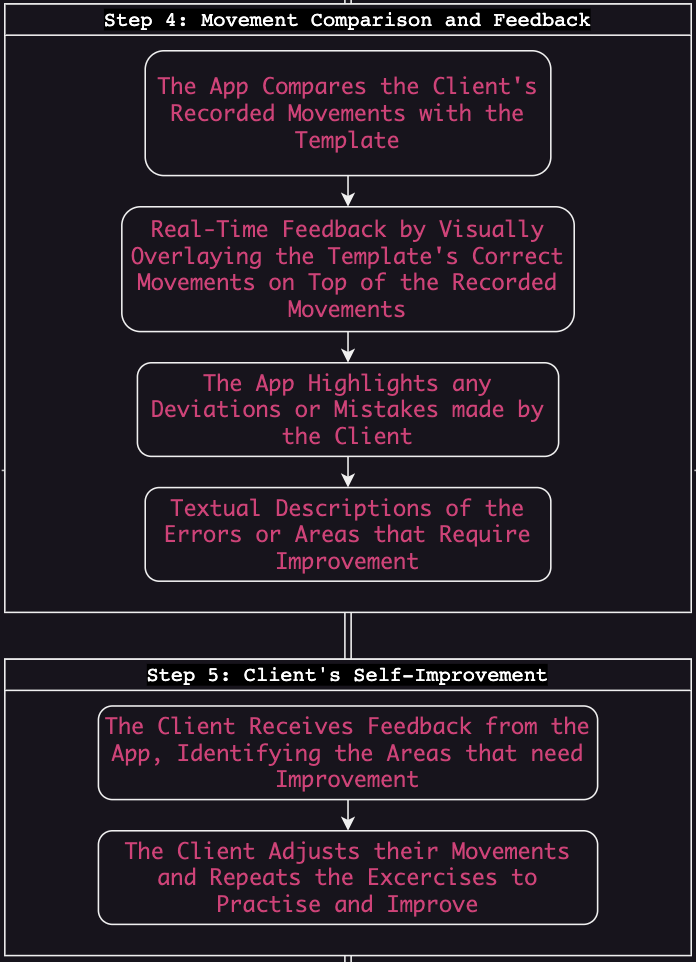 Step 4: Movement Comparison and Feedback
The App Compares the Client's
Recorded Movements with the
Template
Real-Time Feedback by Visually
Overlaying the Template's Correct
Movements on Top of the Recorded
Movements
The App Highlights any
Deviations or Mistakes made by
the Client
Textual Descriptions of the
Errors or Areas that Require
Improvement
Step 5: Client's Self-Improvement
The Client Receives Feedback from the
App, Identifying the Areas that need
Improvement
The Client Adjusts their Movements
and Repeats the Excercises to
Practise and Improve